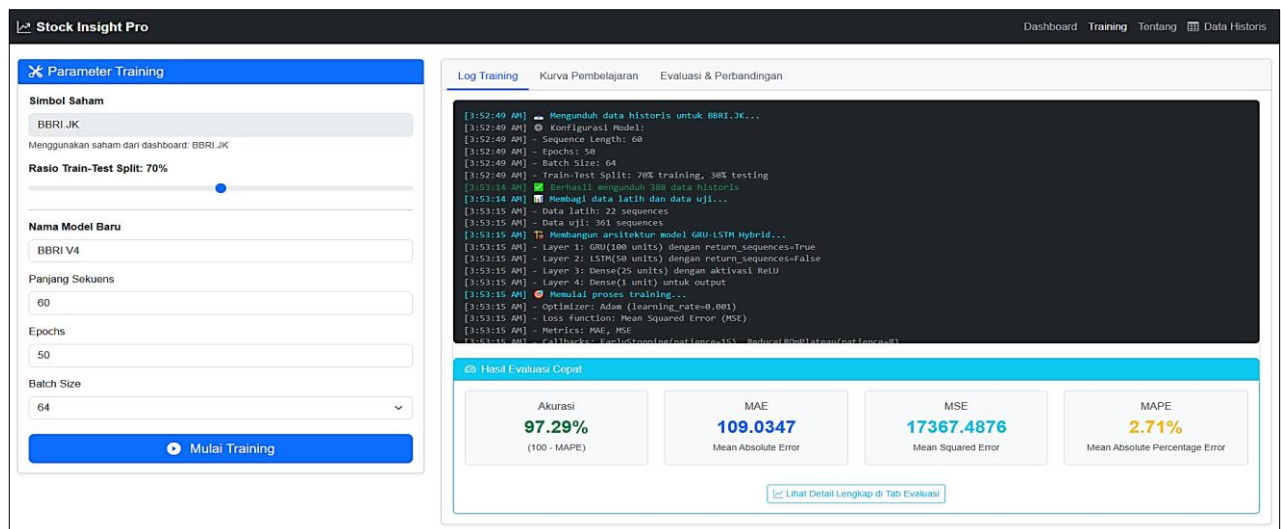 Stock Insight Pro
Dashboard Training Tentang Data Historis
Parameter Training
Simbol Saham
BBRI.JK
Menggunakan saham dari dashboard: BBRI.JK
Rasio Train-Test Split: 70%
Nama Model Baru
BBRI V4
Panjang Sekuens
60
Epochs
50
Batch Size
64
Mulai Training
Log Training Kurva Pembelajaran Evaluasi & Perbandingan
[3:52:49 AM] Mengunduh data historis untuk BBRI.JK...
[3:52:49 AM] Konfigurasi Model:
[3:52:49 AM] - Sequence Length: 60
[3:52:49 AM] - Epochs: 50
[3:52:49 AM] - Batch Size: 64
[3:52:49 AM] - Train-Test Split: 70% training, 30% testing
[3:53:14 AM] Berhasil mengunduh 388 data historis
[3:53:14 AM] Membagi data latih dan data uji...
[3:53:15 AM] - Data latih: 22 sequences
[3:53:15 AM] - Data uji: 361 sequences
[3:53:15 AM] Membangun arsitektur model GRU-LSTM Hybrid...
[3:53:15 AM] - Layer 1: GRU(100 units) dengan return_sequences=True
[3:53:15 AM] - Layer 2: LSTM(50 units) dengan return_sequences=False
[3:53:15 AM] - Layer 3: Dense(25 units) dengan aktivasi ReLU
[3:53:15 AM] - Layer 4: Dense(1 unit) untuk output
[3:53:15 AM] Memulai proses training...
[3:53:15 AM] - Optimizer: Adam (learning_rate=0.001)
[3:53:15 AM] - Loss function: Mean Squared Error (MSE)
[3:53:15 AM] - Metrics: MAE, MSE
[3:53:15 AM] - Callbacks: EarlyStopping(patience=15), ReduceLROnPlateau(patience=8)
Hasil Evaluasi Cepat
Akurasi
97.29%
(100 - MAPE)
MAE
109.0347
Mean Absolute Error
MSE
17367.4876
Mean Squared Error
MAPE
2.71%
Mean Absolute Percentage Error
Lihat Detail Lengkap di Tab Evaluasi